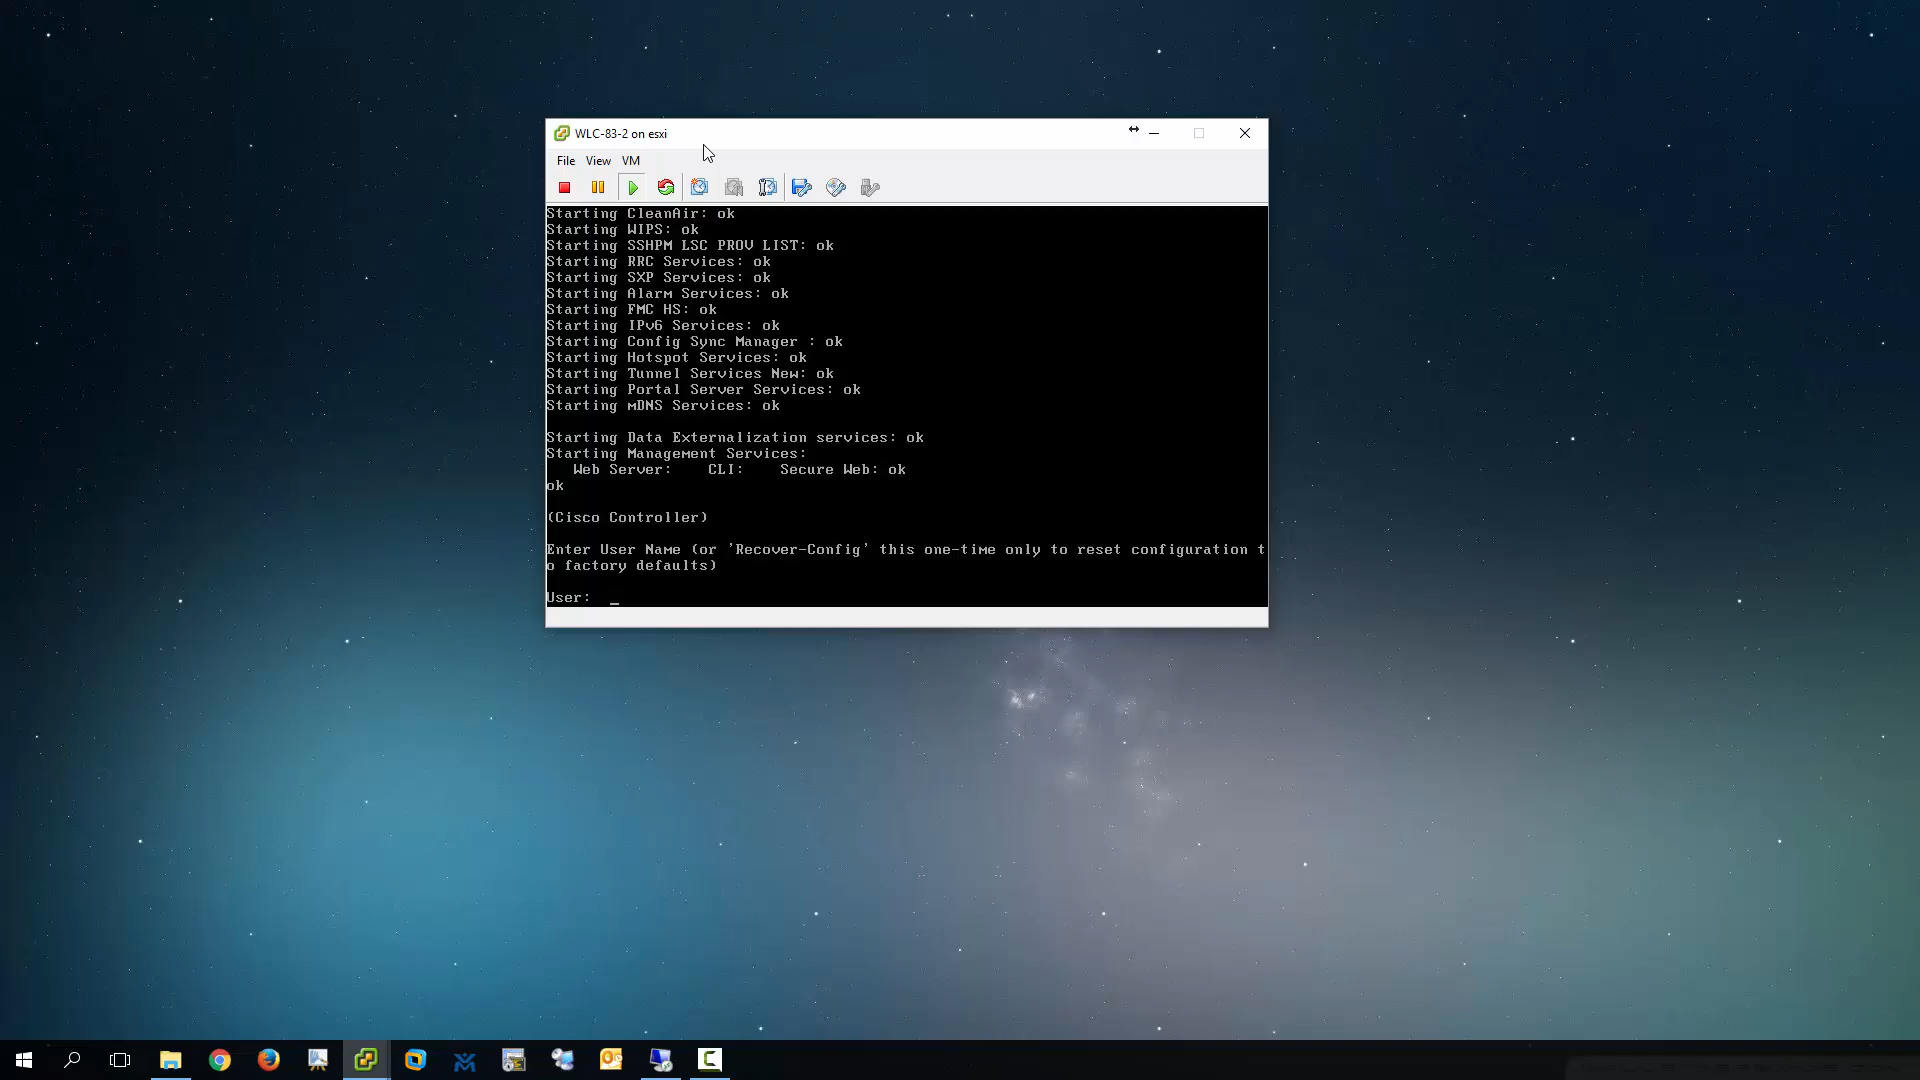 WLC-83-2 on esxi
File View VM
Starting CleanAir: ok
Starting WIPS: ok
Starting SSHPM LSC PROV LIST: ok
Starting RRC Services: ok
Starting SXP Services: ok
Starting Alarm Services: ok
Starting FMC HS: ok
Starting IPv6 Services: ok
Starting Config Sync Manager : ok
Starting Hotspot Services: ok
Starting Tunnel Services New: ok
Starting Portal Server Services: ok
Starting mDNS Services: ok
Starting Data Externalization services: ok
Starting Management Services:
Web Server: CLI: Secure Web: ok
ok
(Cisco Controller)
Enter User Name (or 'Recover-Config' this one-time only to reset configuration t
o factory defaults)
User: _